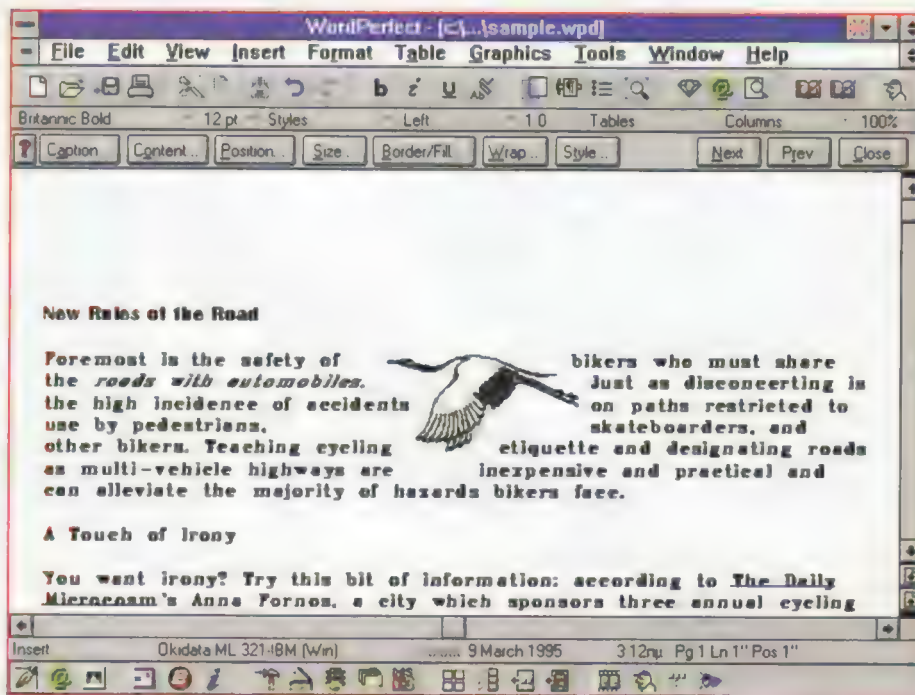 WordPerfect - [c:\...\sample.wpd]
File Edit View Insert Format Table Graphics Tools Window Help
b i u
Britannic Bold 12 pt Styles Left 1 0 Tables Columns 100%
? Caption Content... Position... Size... Border/Fill Wrap... Style... Next Prev Close
New Rules of the Road
Foremost is the safety of bikers who must share
the roads with automobiles. Just as disconcerting is
the high incidence of accidents on paths restricted to
use by pedestrians, skateboarders, and
other bikers. Teaching cycling etiquette and designating roads
as multi-vehicle highways are inexpensive and practical and
can alleviate the majority of hazards bikers face.
A Touch of Irony
You want irony? Try this bit of information: according to The Daily
Anna Fornos, a city which sponsors three annual cycling
Insert Okidata ML 321-IBM (Win) ....... 9 March 1995 Pg 1 Ln 1" Pos 1"